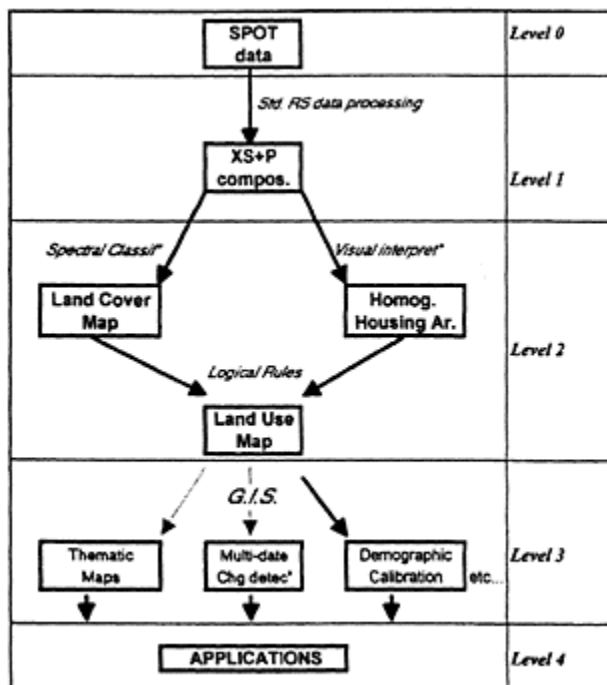 SPOT
data
Level 0
Std. RS data processing
XS+P
compos.
Level 1
Spectral Classif°
Visual interpret°
Land Cover
Map
Homog.
Housing Ar.
Level 2
Logical Rules
Land Use
Map
G.I.S.
Thematic
Maps
Multi-date
Chg detec°
Demographic
Calibration
etc...
Level 3
APPLICATIONS
Level 4